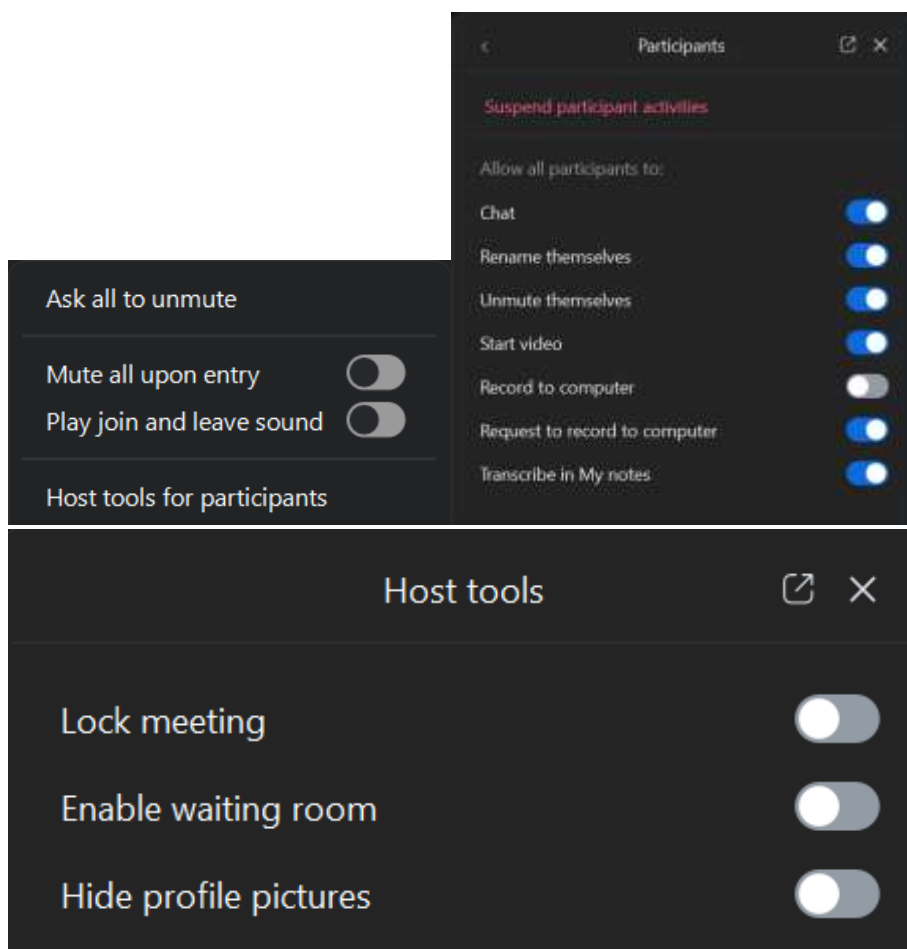 Participants
Suspend participant activities
Allow all participants to:
Chat
Rename themselves
Unmute themselves
Start video
Record to computer
Request to record to computer
Transcribe in My notes
Ask all to unmute
Mute all upon entry
Play join and leave sound
Host tools for participants
Host tools
Lock meeting
Enable waiting room
Hide profile pictures